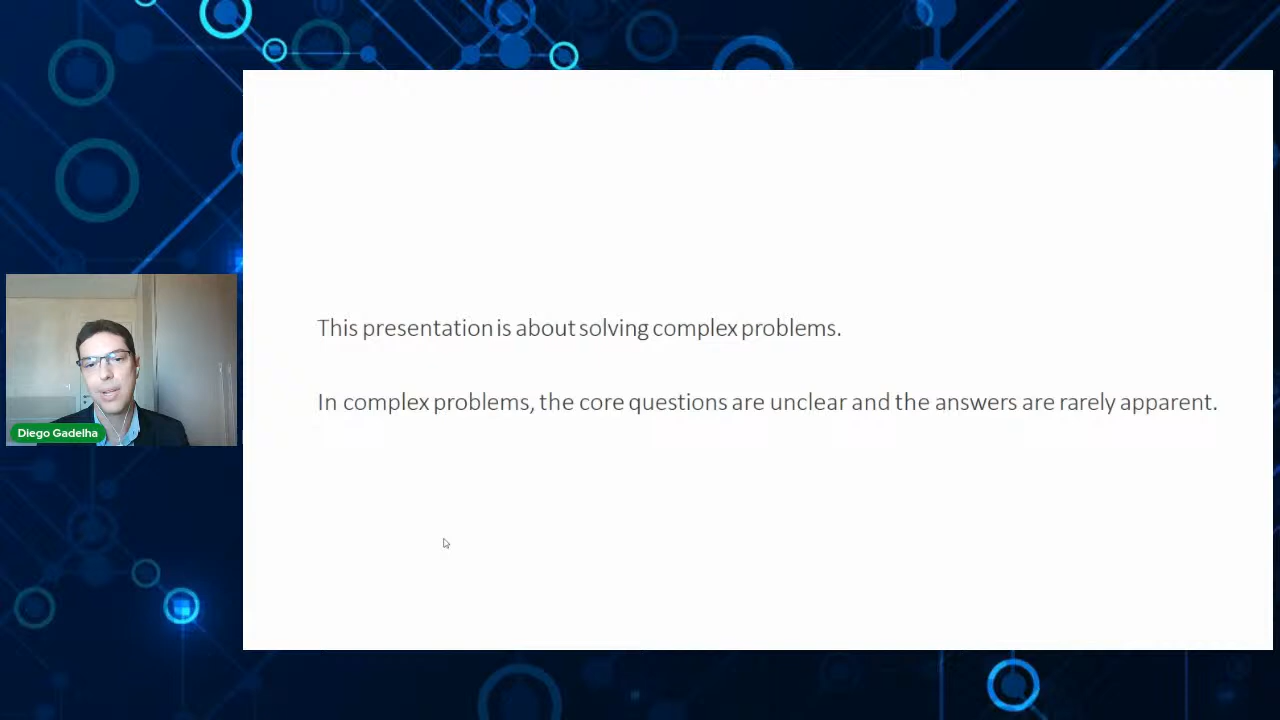 This presentation is about solving complex problems.
In complex problems, the core questions are unclear and the answers are rarely apparent.
Diego Gadelha